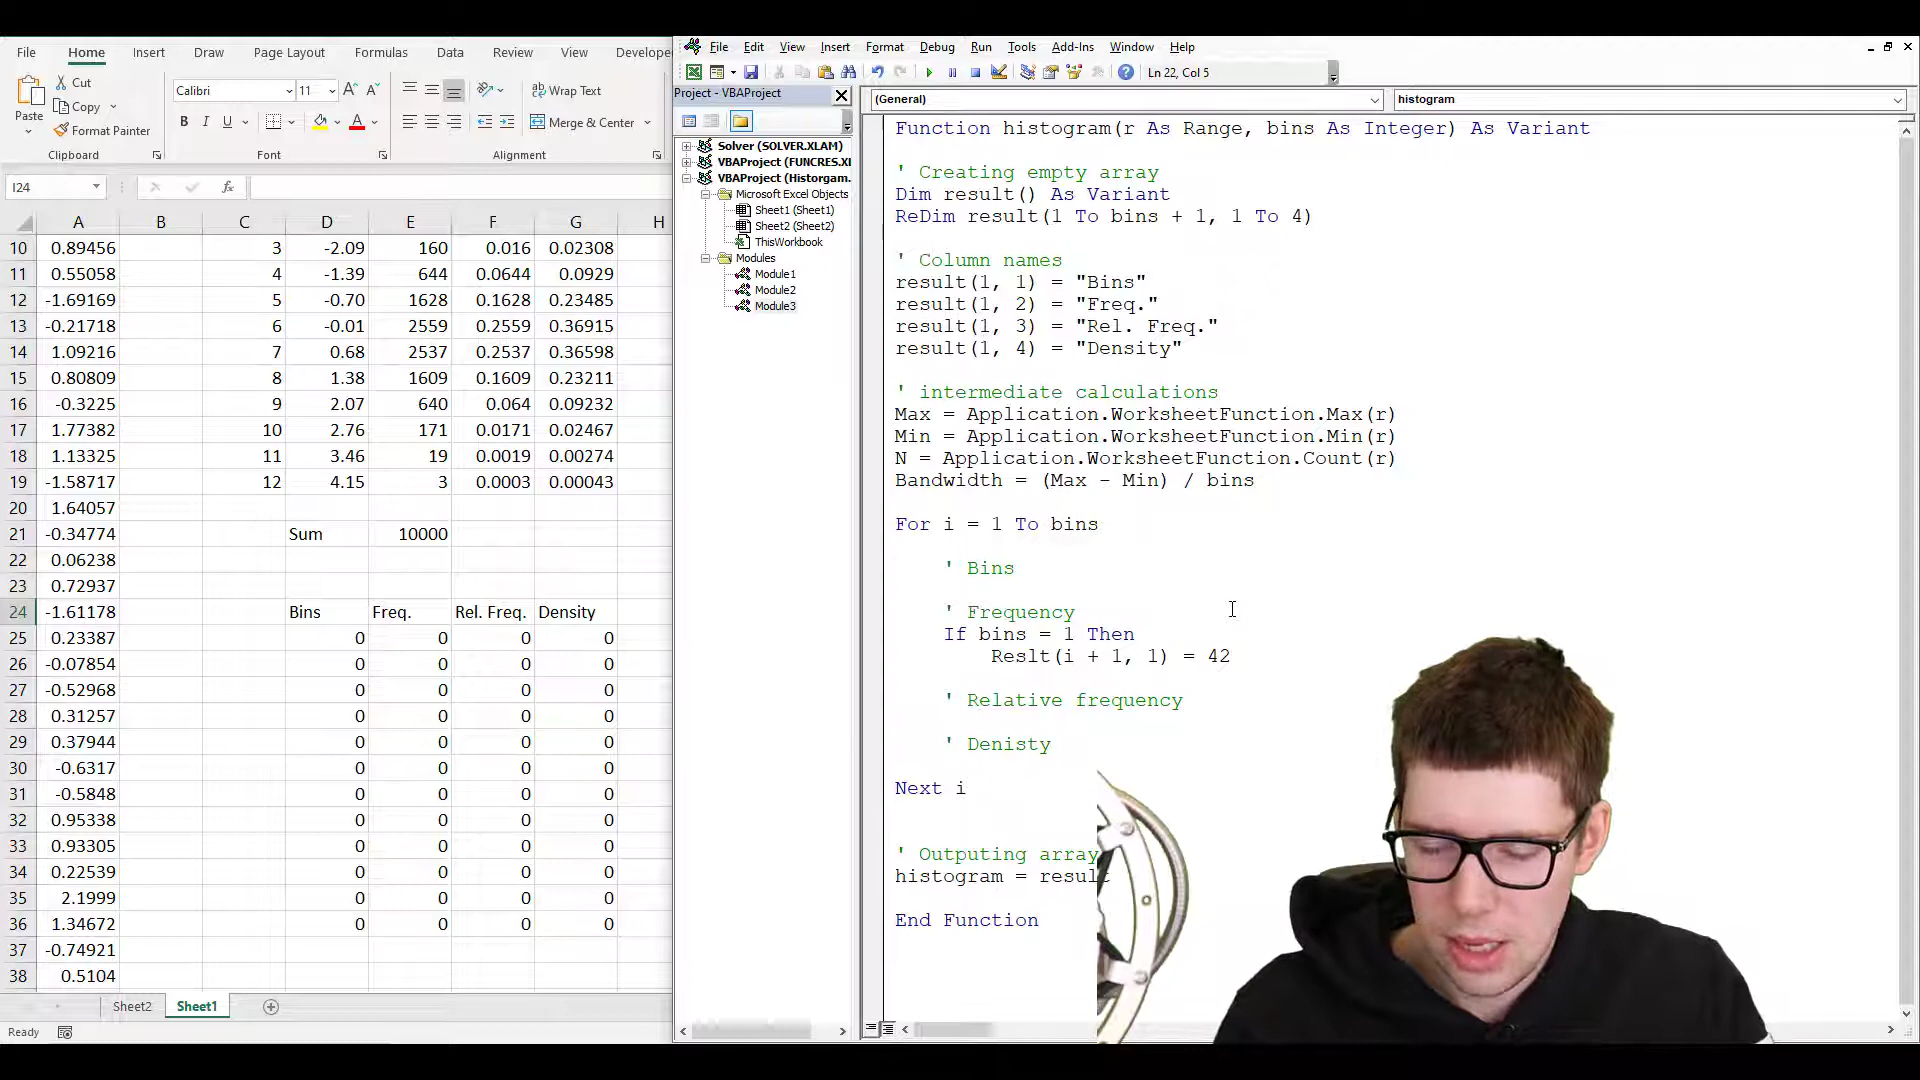 File Home Insert Draw Page Layout Formulas Data Review View Develope
Cut
Copy
Paste
Format Painter
Calibri 11
B I U
Wrap Text
Merge & Center
Clipboard Font Alignment
I24 fx
A B C D E F G H
10 0.89456 3 -2.09 160 0.016 0.02308
11 0.55058 4 -1.39 644 0.0644 0.0929
12 -1.69169 5 -0.70 1628 0.1628 0.23485
13 -0.21718 6 -0.01 2559 0.2559 0.36915
14 1.09216 7 0.68 2537 0.2537 0.36598
15 0.80809 8 1.38 1609 0.1609 0.23211
16 -0.3225 9 2.07 640 0.064 0.09232
17 1.77382 10 2.76 171 0.0171 0.02467
18 1.13325 11 3.46 19 0.0019 0.00274
19 -1.58717 12 4.15 3 0.0003 0.00043
20 1.64057
21 -0.34774 Sum 10000
22 0.06238
23 0.72937
24 -1.61178 Bins Freq. Rel. Freq. Density
25 0.23387 0 0 0 0
26 -0.07854 0 0 0 0
27 -0.52968 0 0 0 0
28 0.31257 0 0 0 0
29 0.37944 0 0 0 0
30 -0.6317 0 0 0 0
31 -0.5848 0 0 0 0
32 0.95338 0 0 0 0
33 0.93305 0 0 0 0
34 0.22539 0 0 0 0
35 2.1999 0 0 0 0
36 1.34672 0 0 0 0
37 -0.74921
38 0.5104
Sheet2 Sheet1
Ready
File Edit View Insert Format Debug Run Tools Add-Ins Window Help
Ln 22, Col 5
Project - VBAProject
Solver (SOLVER.XLAM)
VBAProject (FUNCRES.XL
VBAProject (Historgam.
Microsoft Excel Objects
Sheet1 (Sheet1)
Sheet2 (Sheet2)
ThisWorkbook
Modules
Module1
Module2
Module3
(General) histogram
Function histogram(r As Range, bins As Integer) As Variant
' Creating empty array
Dim result() As Variant
ReDim result(1 To bins + 1, 1 To 4)
' Column names
result(1, 1) = "Bins"
result(1, 2) = "Freq."
result(1, 3) = "Rel. Freq."
result(1, 4) = "Density"
' intermediate calculations
Max = Application.WorksheetFunction.Max(r)
Min = Application.WorksheetFunction.Min(r)
N = Application.WorksheetFunction.Count(r)
Bandwidth = (Max - Min) / bins
For i = 1 To bins
' Bins
' Frequency
If bins = 1 Then
Reslt(i + 1, 1) = 42
' Relative frequency
' Denisty
Next i
' Outputing array
histogram = result
End Function